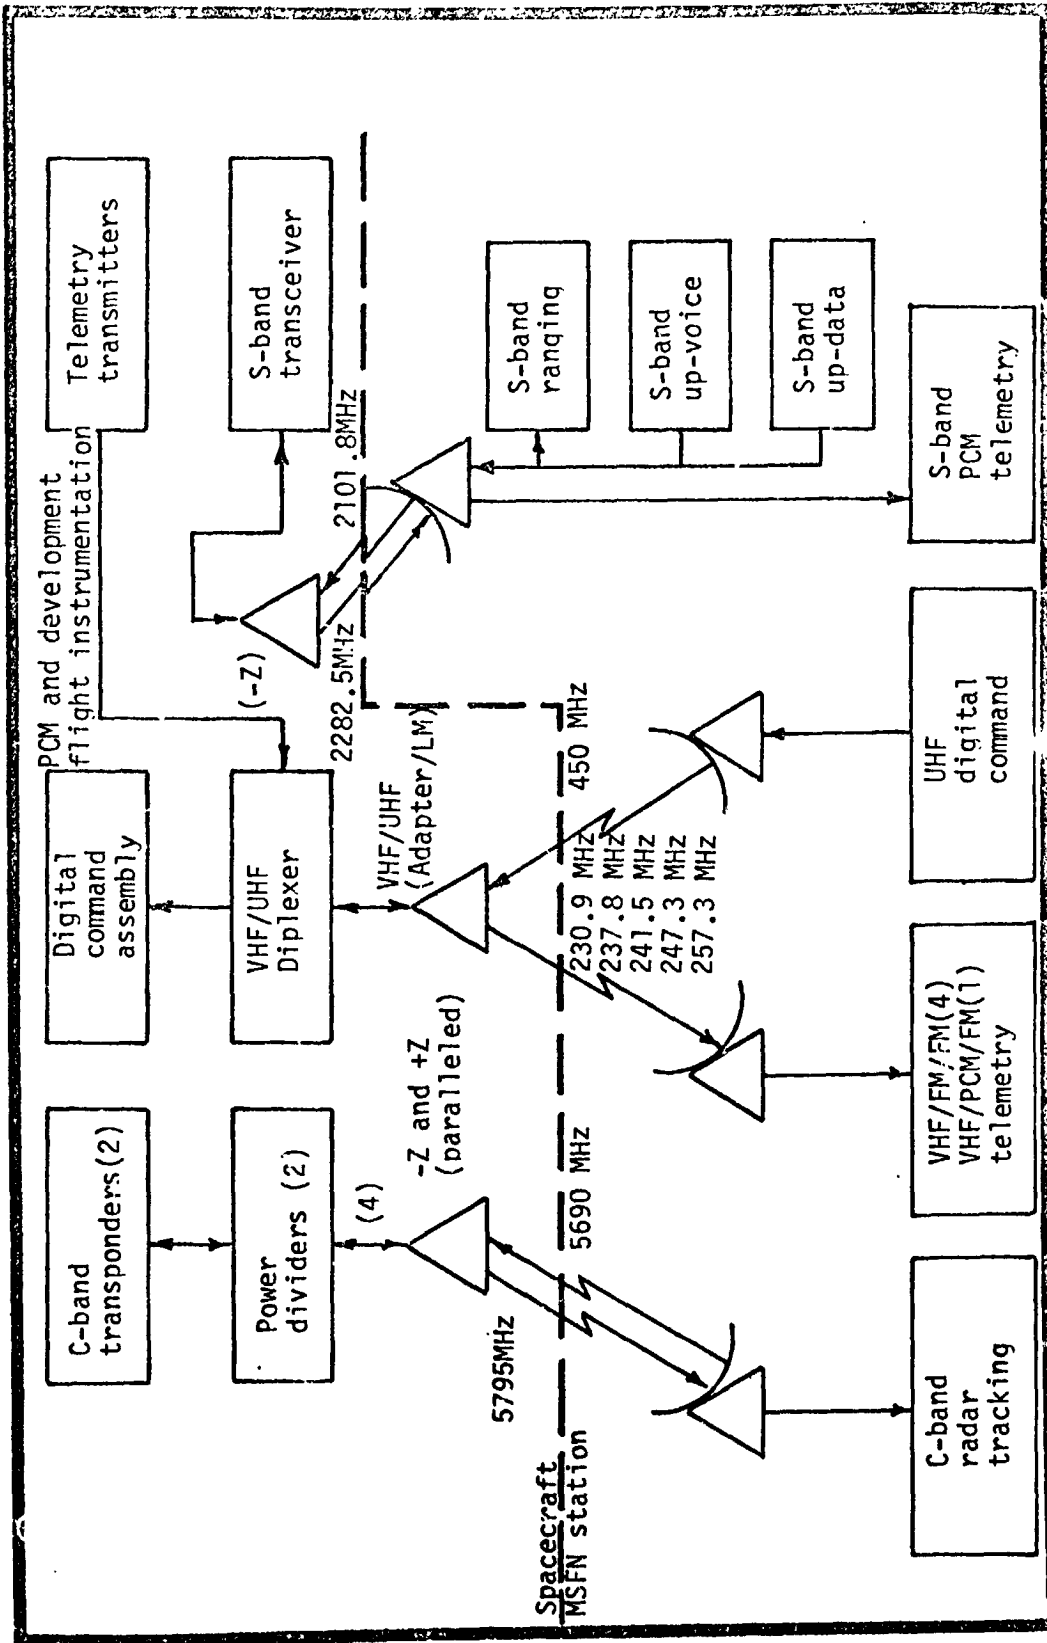 C-band
transponders(2)
Digital
command
assembly
PCM and development
flight instrumentation
Telemetry
transmitters
Power
dividers (2)
VHF/UHF
Diplexer
(-Z)
S-band
transceiver
(4)
2282.5MHz
2101.8MHz
-Z and +Z
(paralleled)
VHF/UHF
(Adapter/LM)
5795MHz
Spacecraft
MSFN station
5690 MHz
230.9 MHz
237.8 MHz
241.5 MHz
247.3 MHz
257.3 MHz
450 MHz
S-band
ranging
S-band
up-voice
S-band
up-data
C-band
radar
tracking
VHF/FM/FM(4)
VHF/PCM/FM(1)
telemetry
UHF
digital
command
S-band
PCM
telemetry